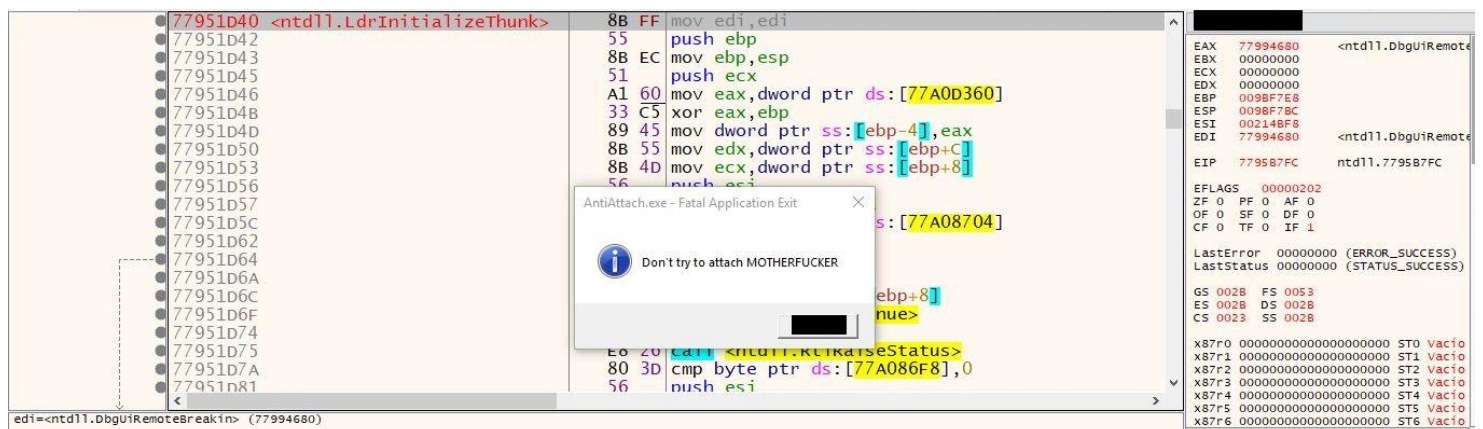 77951D40 <ntdll.LdrInitializeThunk> 8B FF mov edi,edi
77951D42 55 push ebp
77951D43 8B EC mov ebp,esp
77951D45 51 push ecx
77951D46 A1 60 mov eax,dword ptr ds:[77A0D360]
77951D4B 33 C5 xor eax,ebp
77951D4D 89 45 mov dword ptr ss:[ebp-4],eax
77951D50 8B 55 mov edx,dword ptr ss:[ebp+C]
77951D53 8B 4D mov ecx,dword ptr ss:[ebp+8]
77951D56 56 push esi
77951D57
77951D5C s:[77A08704]
77951D62
77951D64
77951D6A
77951D6C ebp+8]
77951D6F nue>
77951D74
77951D75 E8 26 call <ntdll.RtlRaiseStatus>
77951D7A 80 3D cmp byte ptr ds:[77A086F8],0
77951D81 56 push esi
edi=<ntdll.DbgUiRemoteBreakin> (77994680)
AntiAttach.exe - Fatal Application Exit
Don't try to attach MOTHERFUCKER
EAX 77994680 <ntdll.DbgUiRemote
EBX 00000000
ECX 00000000
EDX 00000000
EBP 009BF7E8
ESP 009BF7BC
ESI 00214BF8
EDI 77994680 <ntdll.DbgUiRemote
EIP 7795B7FC ntdll.7795B7FC
EFLAGS 00000202
ZF 0 PF 0 AF 0
OF 0 SF 0 DF 0
CF 0 TF 0 IF 1
LastError 00000000 (ERROR_SUCCESS)
LastStatus 00000000 (STATUS_SUCCESS)
GS 002B FS 0053
ES 002B DS 002B
CS 0023 SS 002B
x87r0 00000000000000000000 ST0 Vacío
x87r1 00000000000000000000 ST1 Vacío
x87r2 00000000000000000000 ST2 Vacío
x87r3 00000000000000000000 ST3 Vacío
x87r4 00000000000000000000 ST4 Vacío
x87r5 00000000000000000000 ST5 Vacío
x87r6 00000000000000000000 ST6 Vacío